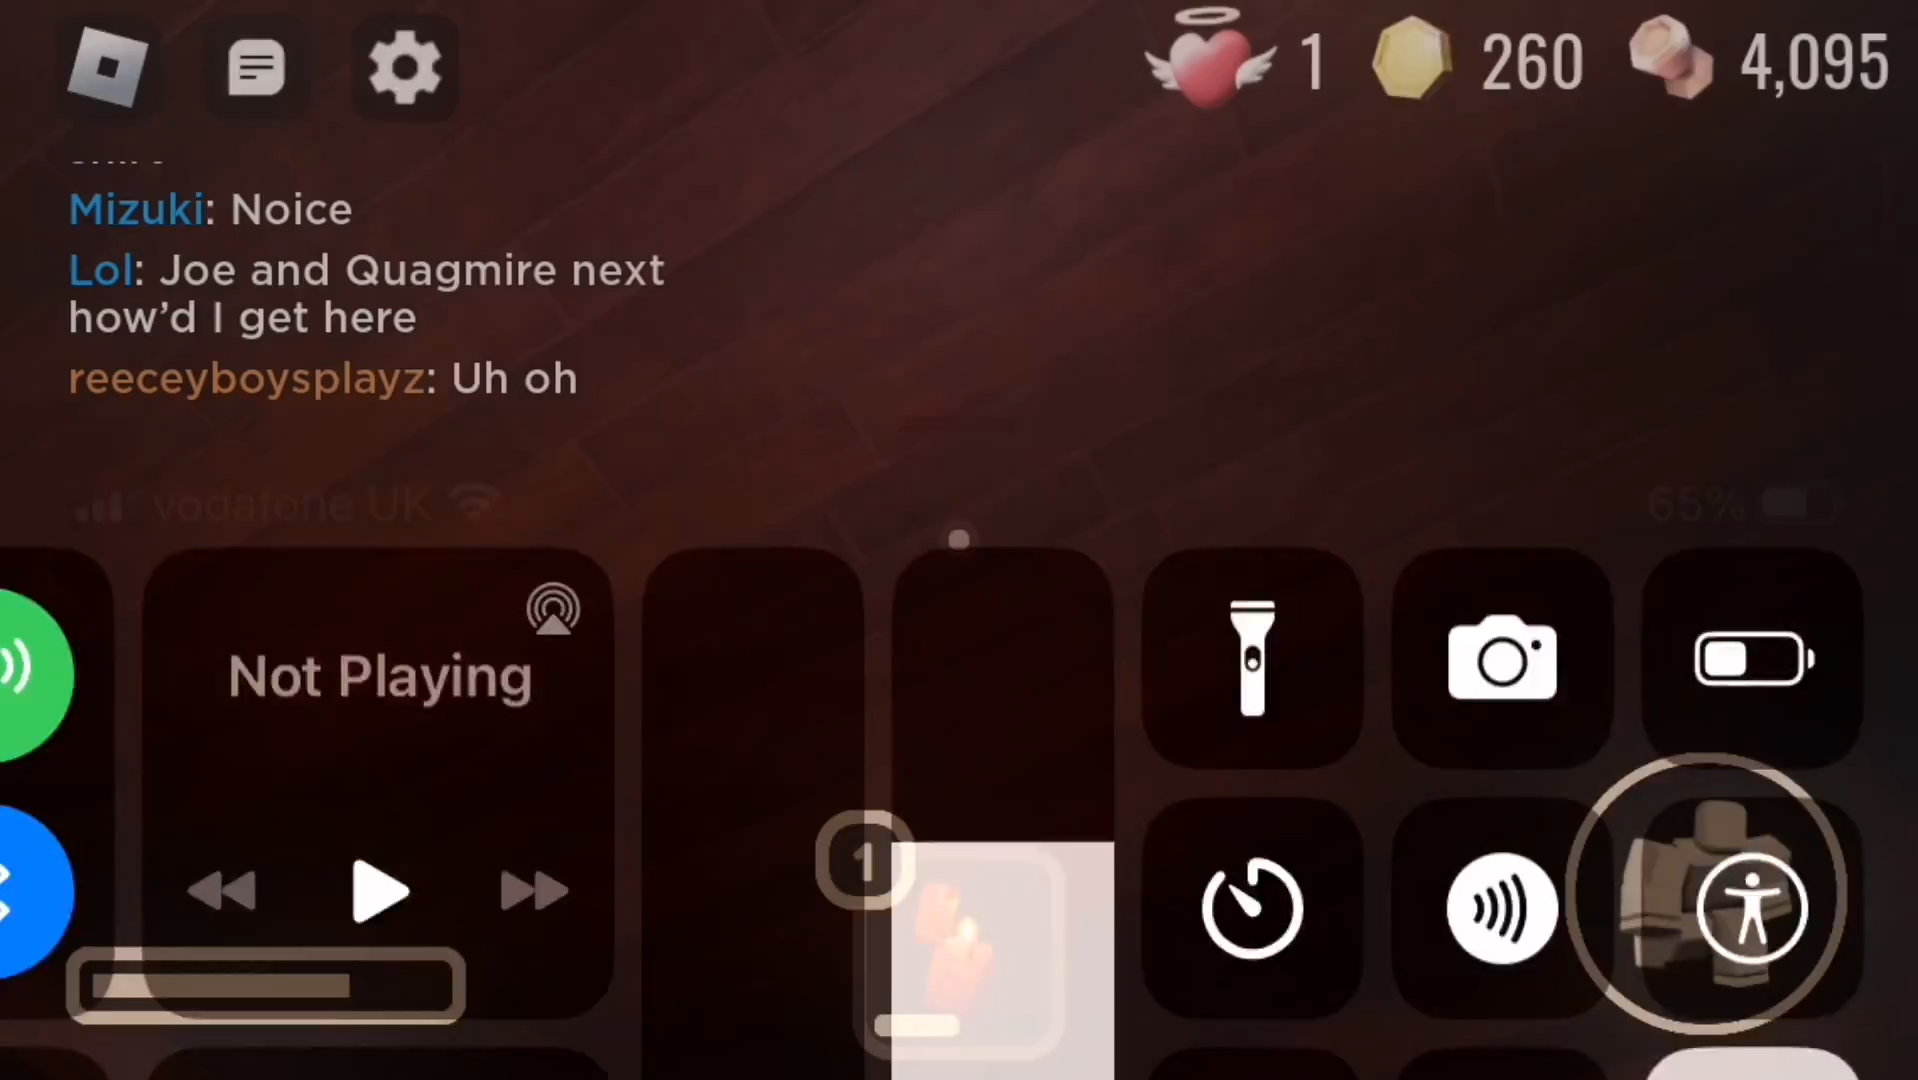 1 260 4,095
Mizuki: Noice
Lol: Joe and Quagmire next
how’d I get here
reeceyboysplayz: Uh oh
vodafone UK 65%
Not Playing
1